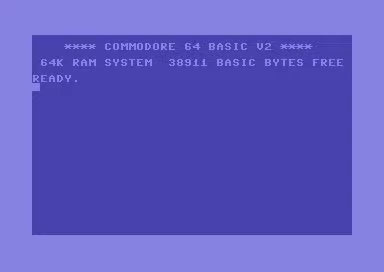 **** COMMODORE 64 BASIC V2 ****
64K RAM SYSTEM  38911 BASIC BYTES FREE
READY.